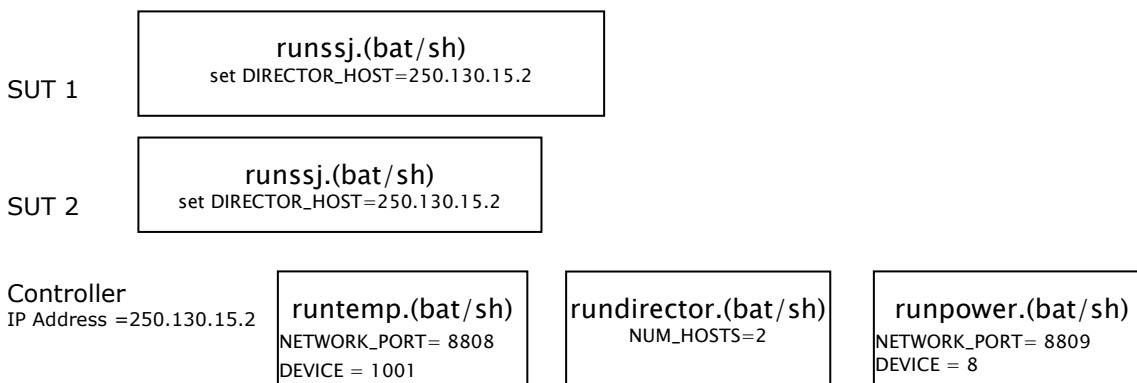 runssj.(bat/sh)
set DIRECTOR_HOST=250.130.15.2
SUT 1
runssj.(bat/sh)
set DIRECTOR_HOST=250.130.15.2
SUT 2
Controller
IP Address =250.130.15.2
runtemp.(bat/sh)
NETWORK_PORT= 8808
DEVICE = 1001
rundirector.(bat/sh)
NUM_HOSTS=2
runpower.(bat/sh)
NETWORK_PORT= 8809
DEVICE = 8